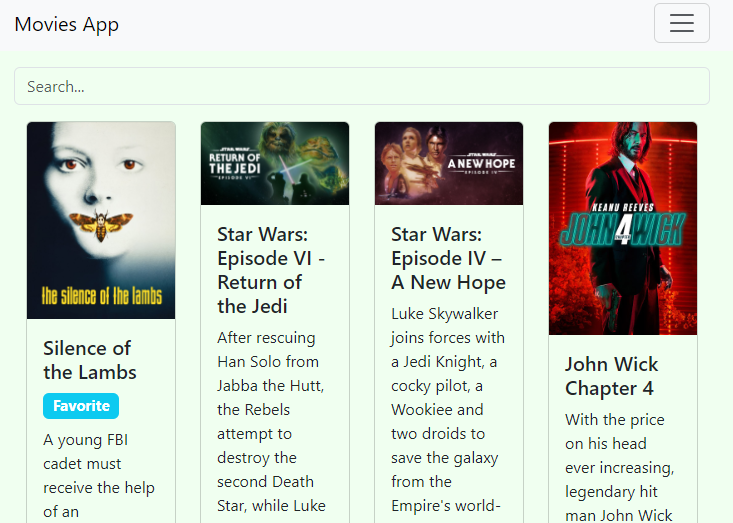 Movies App
Search...
the silence of the lambs
Silence of
the Lambs
Favorite
A young FBI
cadet must
receive the help
of an
STAR WARS
RETURN OF
THE JEDI
EPISODE VI
Star Wars:
Episode VI -
Return of
the Jedi
After rescuing
Han Solo from
Jabba the Hutt,
the Rebels
attempt to
destroy the
second Death
Star, while Luke
STAR WARS
A NEW HOPE
EPISODE IV
Star Wars:
Episode IV –
A New Hope
Luke Skywalker
joins forces with
a Jedi Knight, a
cocky pilot, a
Wookiee and
two droids to
save the galaxy
from the
Empire's world-
KEANU REEVES
JOHN WICK
CHAPTER 4
John Wick
Chapter 4
With the price
on his head
ever increasing,
legendary hit
man John Wick